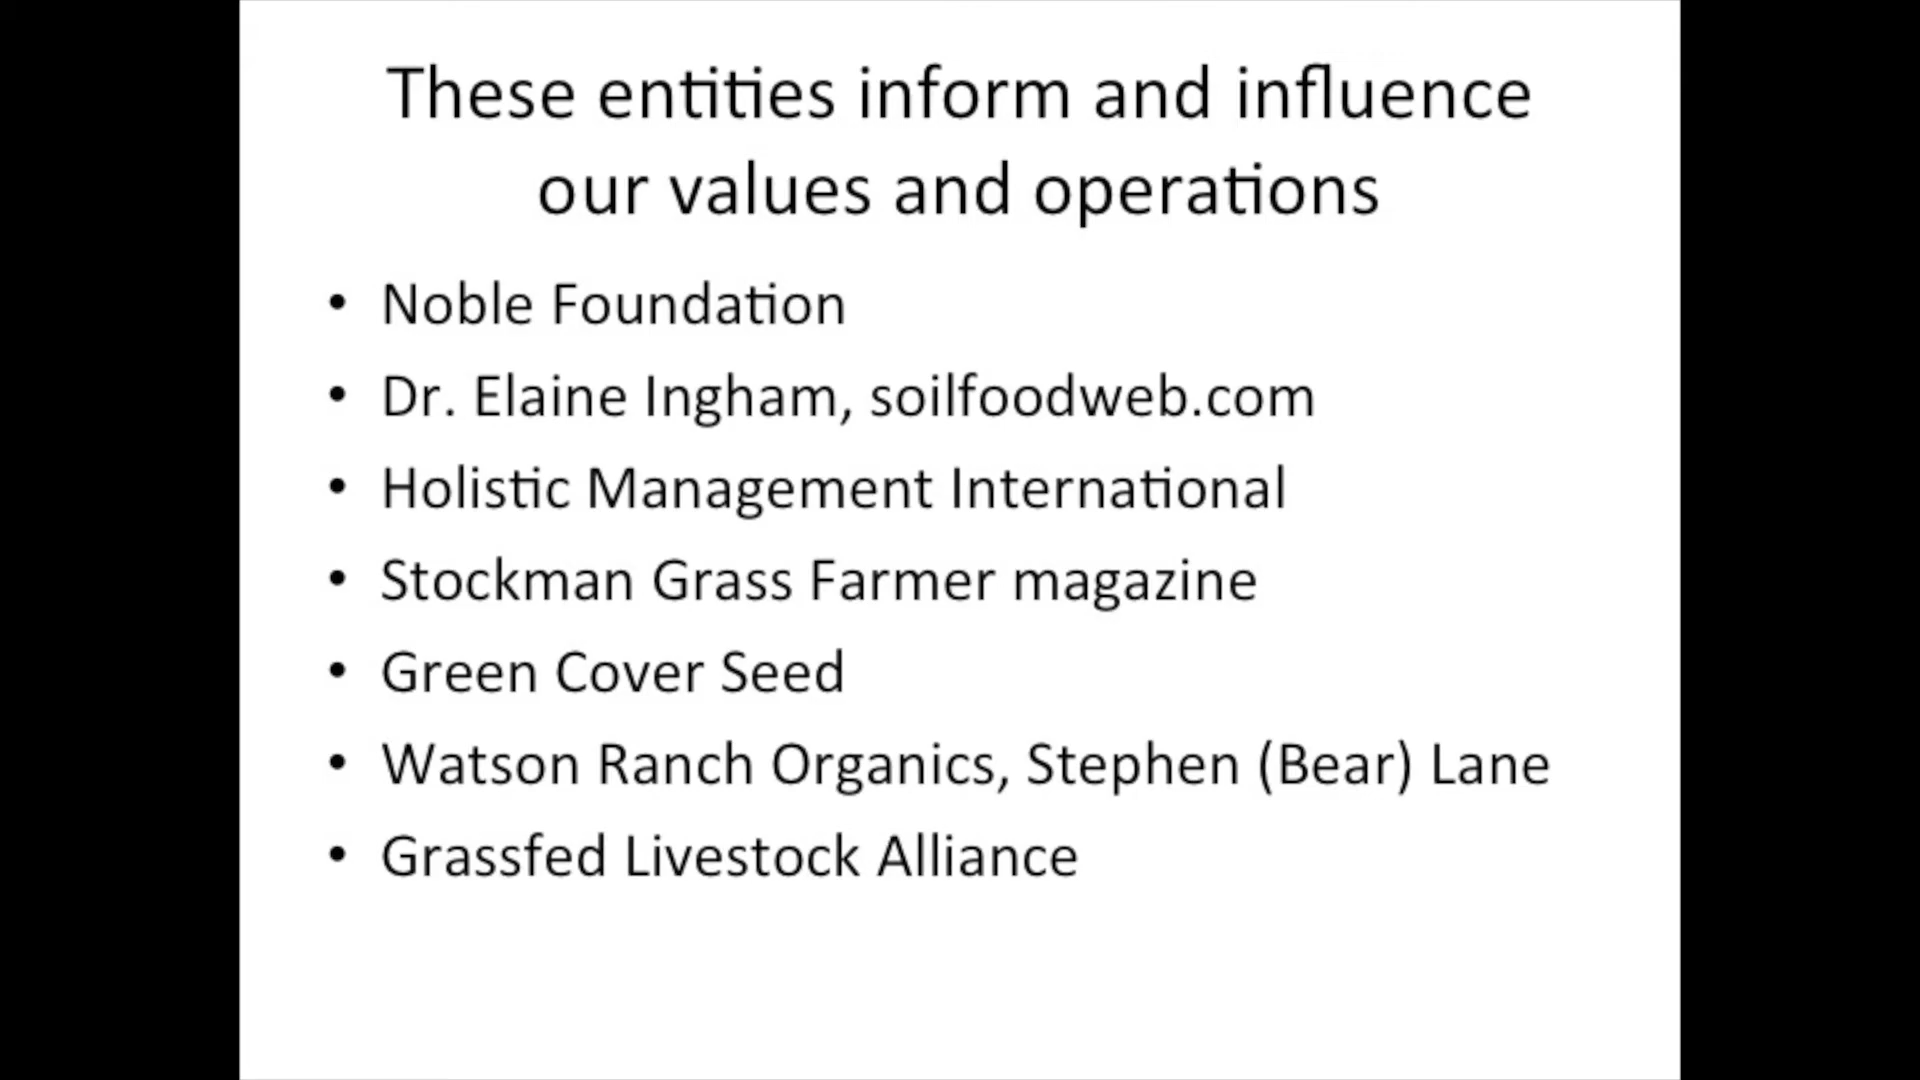 These entities inform and influence
our values and operations
• Noble Foundation
• Dr. Elaine Ingham, soilfoodweb.com
• Holistic Management International
• Stockman Grass Farmer magazine
• Green Cover Seed
• Watson Ranch Organics, Stephen (Bear) Lane
• Grassfed Livestock Alliance